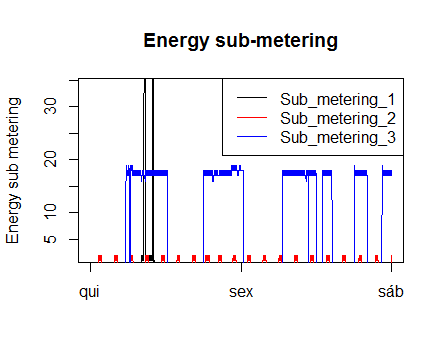 Energy sub-metering
Energy sub metering
30
20
10
5
Sub_metering_1
Sub_metering_2
Sub_metering_3
qui sex sáb